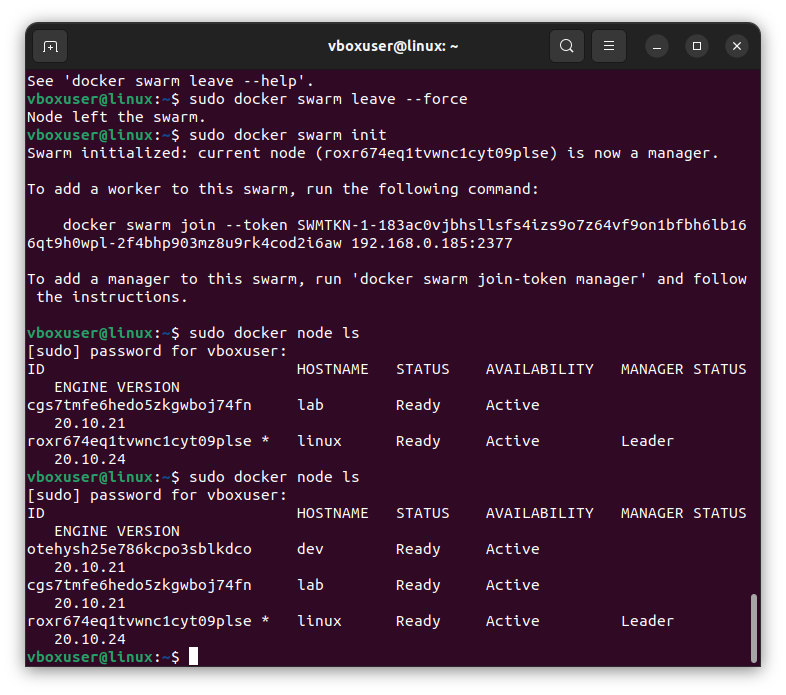 vboxuser@linux: ~
See 'docker swarm leave --help'.
vboxuser@linux:~$ sudo docker swarm leave --force
Node left the swarm.
vboxuser@linux:~$ sudo docker swarm init
Swarm initialized: current node (roxr674eq1tvwnc1cyt09plse) is now a manager.
To add a worker to this swarm, run the following command:
    docker swarm join --token SWMTKN-1-183ac0vjbhsllsfs4izs9o7z64vf9on1bfbh6lb16
6qt9h0wpl-2f4bhp903mz8u9rk4cod2i6aw 192.168.0.185:2377
To add a manager to this swarm, run 'docker swarm join-token manager' and follow
 the instructions.
vboxuser@linux:~$ sudo docker node ls
[sudo] password for vboxuser:
ID                            HOSTNAME   STATUS    AVAILABILITY   MANAGER STATUS
   ENGINE VERSION
cgs7tmfe6hedo5zkgwboj74fn     lab        Ready     Active
   20.10.21
roxr674eq1tvwnc1cyt09plse *   linux      Ready     Active         Leader
   20.10.24
vboxuser@linux:~$ sudo docker node ls
[sudo] password for vboxuser:
ID                            HOSTNAME   STATUS    AVAILABILITY   MANAGER STATUS
   ENGINE VERSION
otehysh25e786kcpo3sblkdco     dev        Ready     Active
   20.10.21
cgs7tmfe6hedo5zkgwboj74fn     lab        Ready     Active
   20.10.21
roxr674eq1tvwnc1cyt09plse *   linux      Ready     Active         Leader
   20.10.24
vboxuser@linux:~$